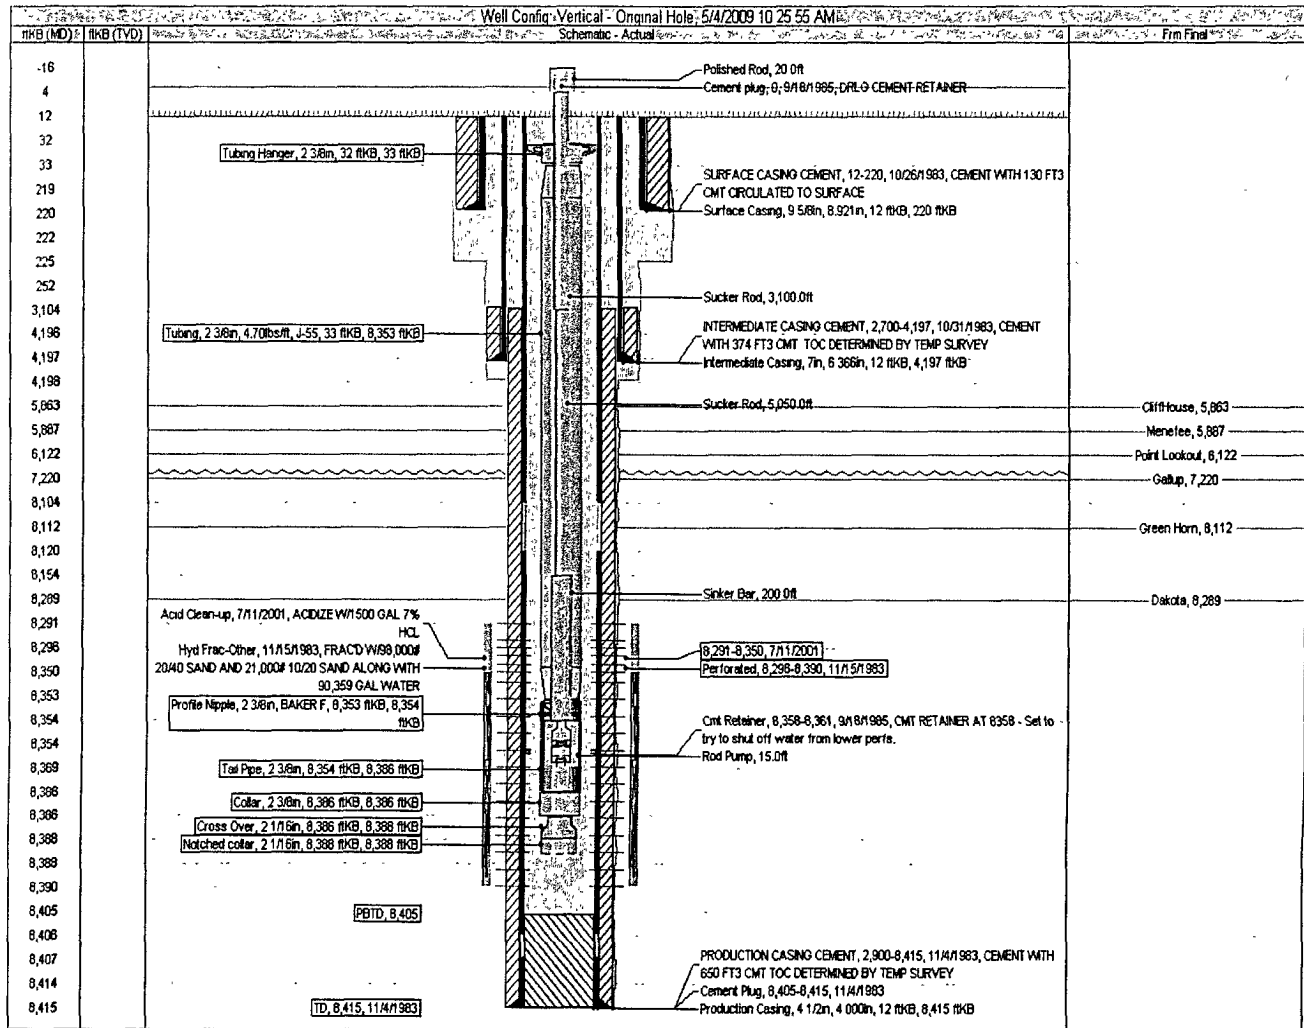 Well Config: Vertical - Original Hole, 5/4/2009 10 25 55 AM
ftKB (MD)
ftKB (TVD)
Schematic - Actual
Frm Final
-16
4
12
32
33
219
220
222
225
252
3,104
4,196
4,197
4,198
5,863
5,887
6,122
7,220
8,104
8,112
8,120
8,154
8,289
8,291
8,298
8,350
8,353
8,354
8,354
8,369
8,386
8,386
8,388
8,388
8,390
8,405
8,406
8,407
8,414
8,415
Tubing Hanger, 2 3/8in, 32 ftKB, 33 ftKB
Tubing, 2 3/8in, 4.70lbs/ft, J-55, 33 ftKB, 8,353 ftKB
Acid Clean-up, 7/11/2001, ACIDIZE W/1500 GAL 7%
HCL
Hyd Frac-Other, 11/15/1983, FRAC'D W/98,000#
20/40 SAND AND 21,000# 10/20 SAND ALONG WITH
90,359 GAL WATER
Profile Nipple, 2 3/8in, BAKER F, 8,353 ftKB, 8,354
ftKB
Tail Pipe, 2 3/8in, 8,354 ftKB, 8,386 ftKB
Collar, 2 3/8in, 8,386 ftKB, 8,386 ftKB
Cross Over, 2 1/16in, 8,386 ftKB, 8,388 ftKB
Notched collar, 2 1/16in, 8,388 ftKB, 8,388 ftKB
PBTD, 8,405
TD, 8,415, 11/4/1983
Polished Rod, 20 0ft
Cement plug, 0, 9/18/1985, DRLG CEMENT RETAINER
SURFACE CASING CEMENT, 12-220, 10/26/1983, CEMENT WITH 130 FT3
CMT CIRCULATED TO SURFACE
Surface Casing, 9 5/8in, 8.921in, 12 ftKB, 220 ftKB
Sucker Rod, 3,100.0ft
INTERMEDIATE CASING CEMENT, 2,700-4,197, 10/31/1983, CEMENT
WITH 374 FT3 CMT TOC DETERMINED BY TEMP SURVEY
Intermediate Casing, 7in, 6 366in, 12 ftKB, 4,197 ftKB
Sucker Rod, 5,050.0ft
Sinker Bar, 200 0ft
8,291-8,350, 7/11/2001
Perforated, 8,298-8,390, 11/15/1983
Cmt Retainer, 8,358-8,361, 9/18/1985, CMT RETAINER AT 8358 - Set to
try to shut off water from lower perfs.
Rod Pump, 15.0ft
PRODUCTION CASING CEMENT, 2,900-8,415, 11/4/1983, CEMENT WITH
650 FT3 CMT TOC DETERMINED BY TEMP SURVEY
Cement Plug, 8,405-8,415, 11/4/1983
Production Casing, 4 1/2in, 4 000in, 12 ftKB, 8,415 ftKB
CliffHouse, 5,863
Menefee, 5,887
Point Lookout, 6,122
Gallup, 7,220
Green Horn, 8,112
Dakota, 8,289